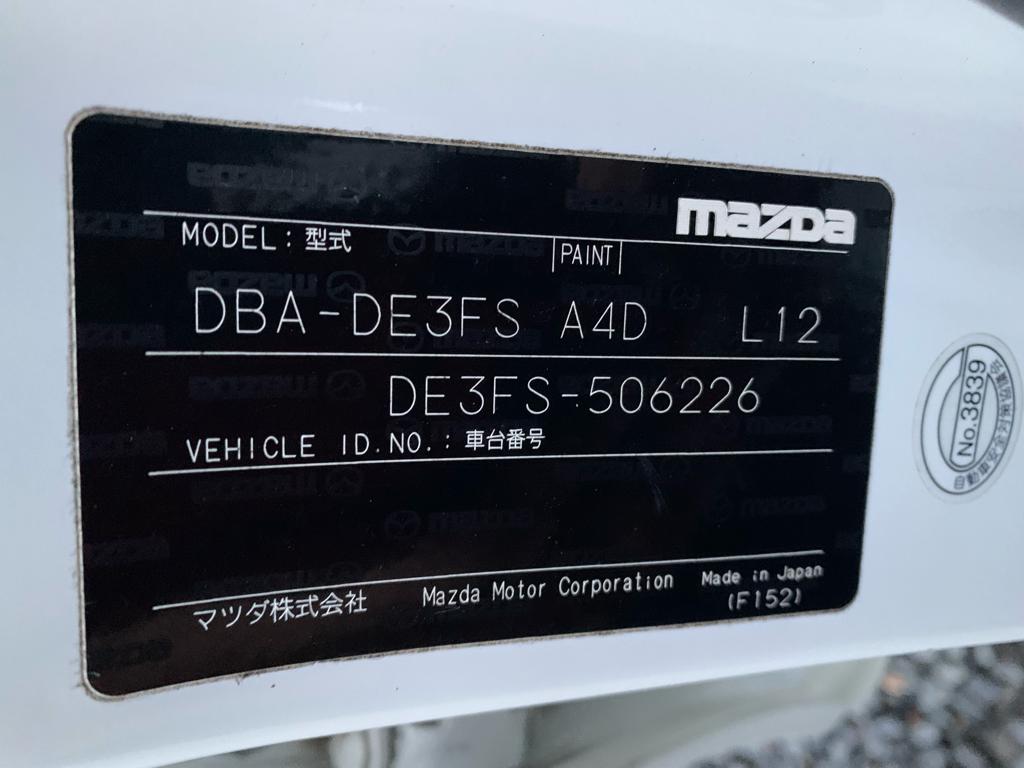 mazda
MODEL : 型式
PAINT
DBA-DE3FS A4D L12
DE3FS-506226
VEHICLE ID.NO. : 車台番号
マツダ株式会社 Mazda Motor Corporation Made in Japan
(F152)
No.3839